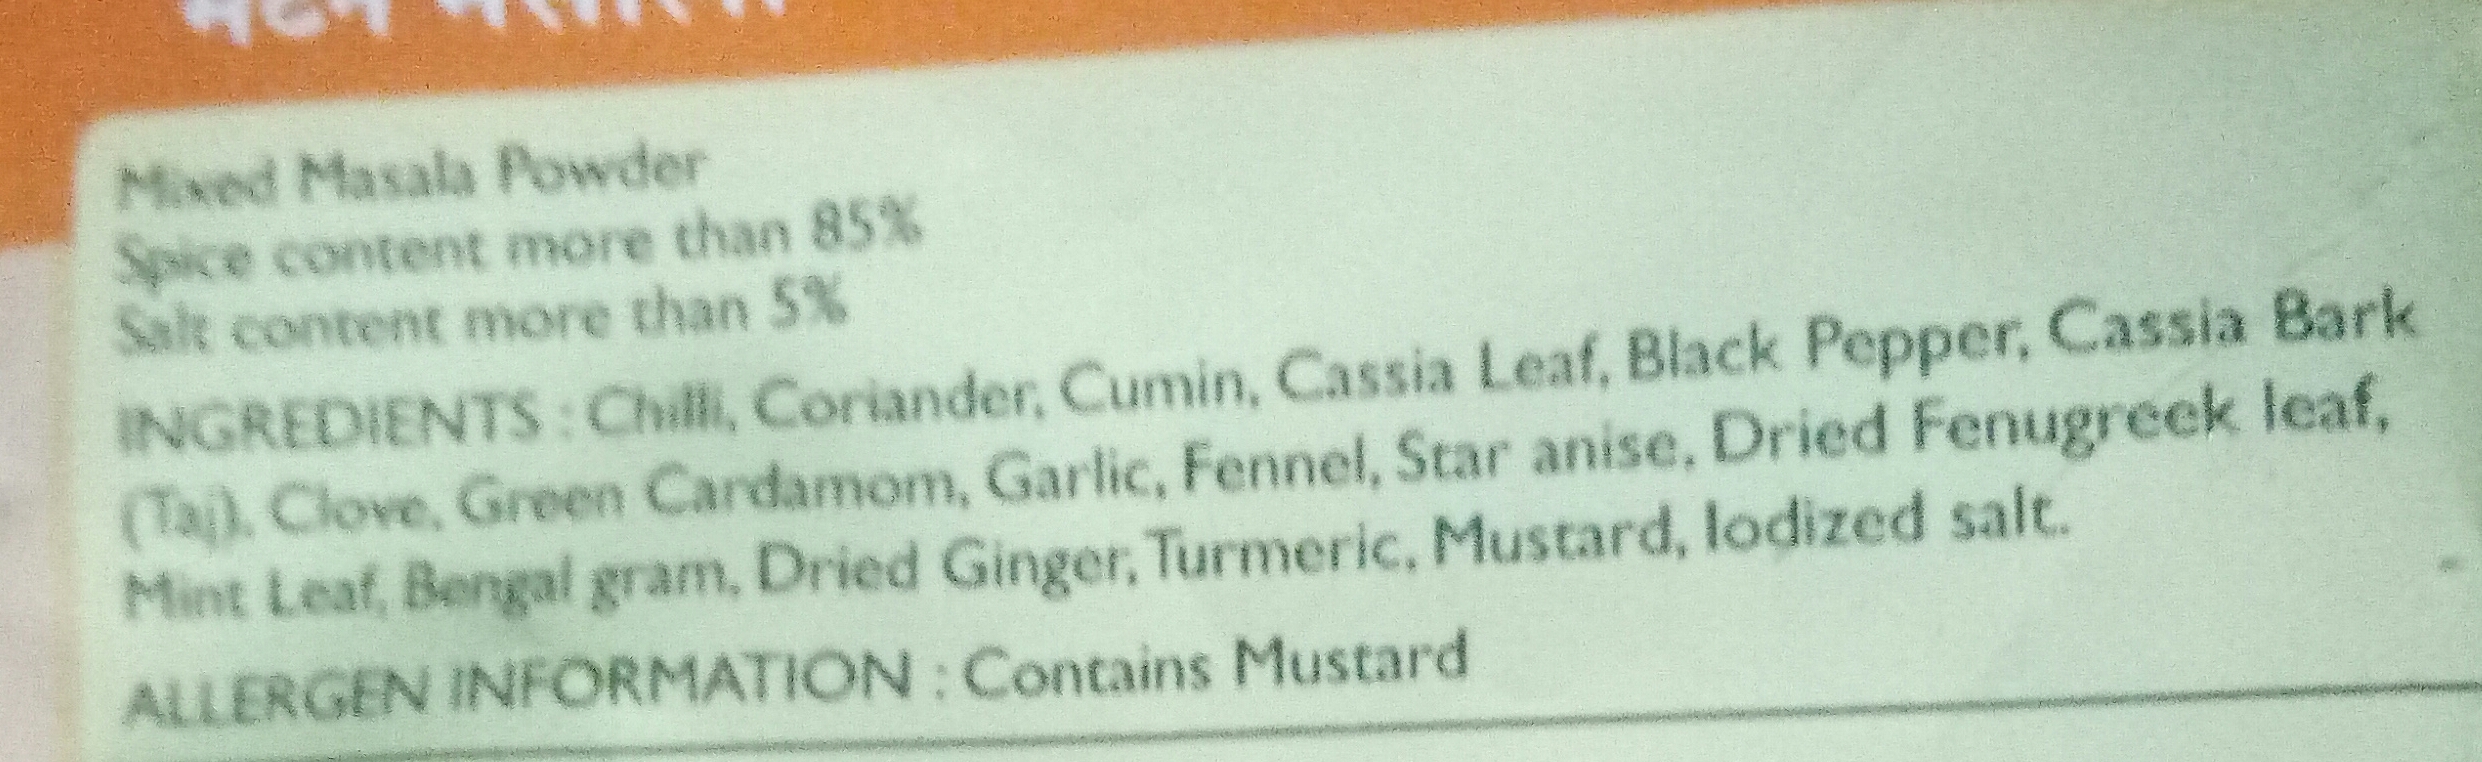 मटन मसाला
Mixed Masala Powder
Spice content more than 85%
Salt content more than 5%
INGREDIENTS : Chilli, Coriander, Cumin, Cassia Leaf, Black Pepper, Cassia Bark
(Taj), Clove, Green Cardamom, Garlic, Fennel, Star anise, Dried Fenugreek leaf,
Mint Leaf, Bengal gram, Dried Ginger, Turmeric, Mustard, Iodized salt.
ALLERGEN INFORMATION : Contains Mustard